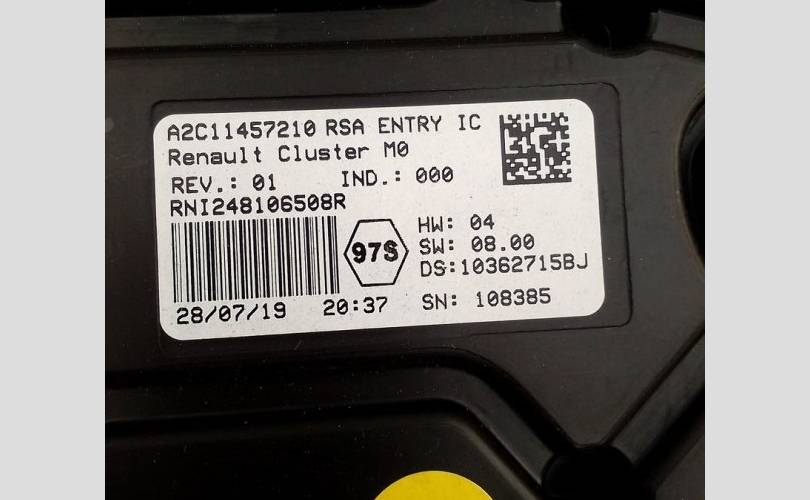 A2C11457210 RSA ENTRY IC
Renault Cluster M0
REV.: 01 IND.: 000
RNI248106508R
97S
HW: 04
SW: 08.00
DS:10362715BJ
28/07/19 20:37 SN: 108385